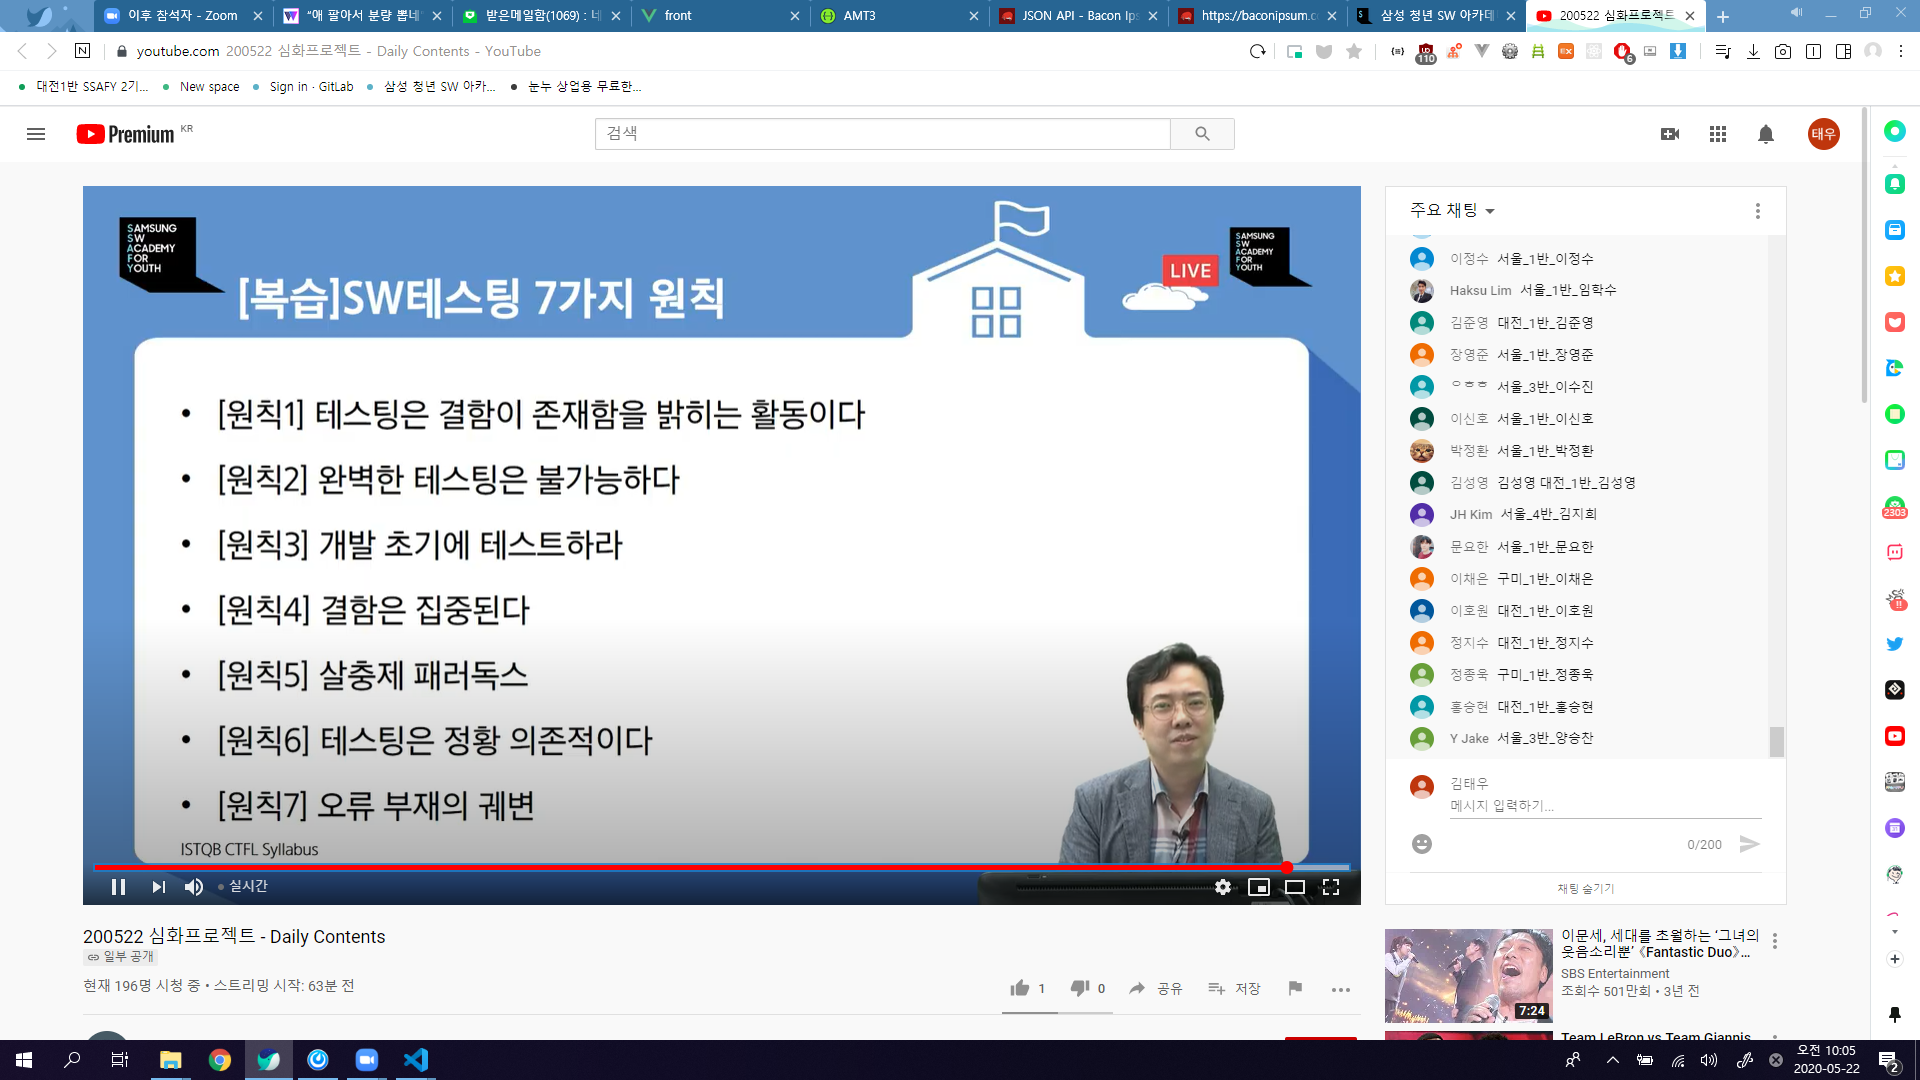 이후 참석자 - Zoom
"애 팔아서 분량 뽑네"
받은메일함(1069) : 네
front
AMT3
JSON API - Bacon Ips
https://baconipsum.c
삼성 청년 SW 아카데
200522 심화프로젝트
youtube.com 200522 심화프로젝트 - Daily Contents - YouTube
110
6
대전1반 SSAFY 2기...
New space
Sign in · GitLab
삼성 청년 SW 아카...
눈누 상업용 무료한...
Premium KR
검색
태우
SAMSUNG
SW
ACADEMY
FOR
YOUTH
[복습]SW테스팅 7가지 원칙
LIVE
SAMSUNG
SW
ACADEMY
FOR
YOUTH
• [원칙1] 테스팅은 결함이 존재함을 밝히는 활동이다
• [원칙2] 완벽한 테스팅은 불가능하다
• [원칙3] 개발 초기에 테스트하라
• [원칙4] 결함은 집중된다
• [원칙5] 살충제 패러독스
• [원칙6] 테스팅은 정황 의존적이다
• [원칙7] 오류 부재의 궤변
ISTQB CTFL Syllabus
실시간
주요 채팅
이정수 서울_1반_이정수
Haksu Lim 서울_1반_임학수
김준영 대전_1반_김준영
장영준 서울_1반_장영준
ㅇㅎㅎ 서울_3반_이수진
이신호 서울_1반_이신호
박정환 서울_1반_박정환
김성영 김성영 대전_1반_김성영
JH Kim 서울_4반_김지희
문요한 서울_1반_문요한
이채은 구미_1반_이채은
이호원 대전_1반_이호원
정지수 대전_1반_정지수
정종욱 구미_1반_정종욱
홍승현 대전_1반_홍승현
Y Jake 서울_3반_양승찬
김태우
메시지 입력하기...
0/200
채팅 숨기기
2303
200522 심화프로젝트 - Daily Contents
일부 공개
현재 196명 시청 중 • 스트리밍 시작: 63분 전
1
0
공유
저장
이문세, 세대를 초월하는 '그녀의
웃음소리뿐' 《Fantastic Duo》...
SBS Entertainment
조회수 501만회 • 3년 전
7:24
Team LeBron vs Team Giannis
오전 10:05
2020-05-22
2